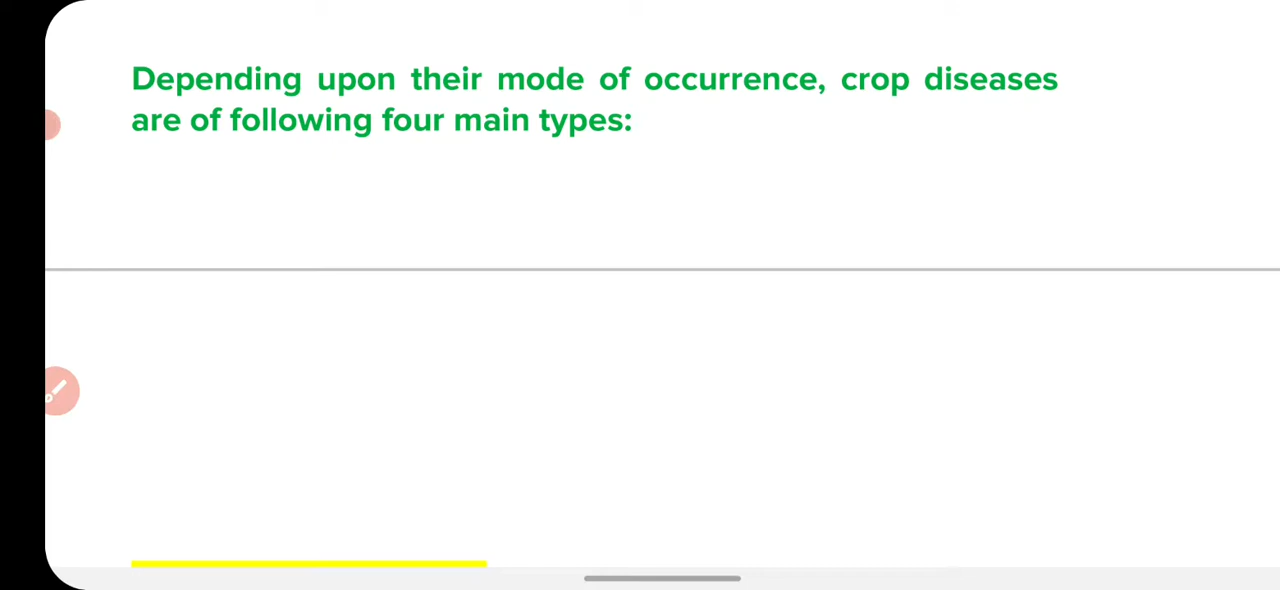 Depending upon their mode of occurrence, crop diseases
are of following four main types: